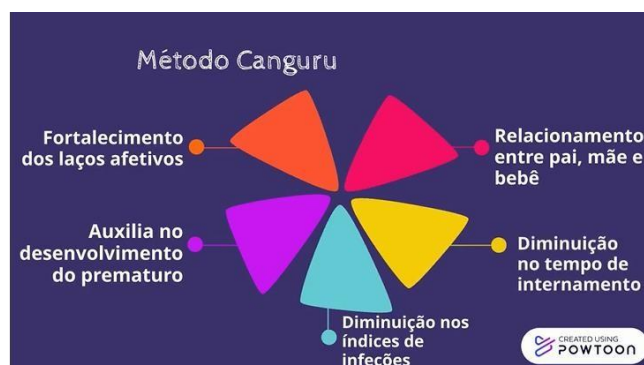 Método Canguru
Fortalecimento
dos laços afetivos
Relacionamento
entre pai, mãe e
bebê
Auxilia no
desenvolvimento
do prematuro
Diminuição
no tempo de
internamento
Diminuição nos
índices de
infeções
CREATED USING
POWTOON